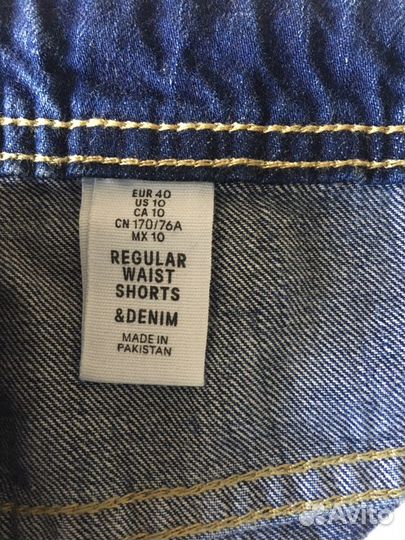 EUR 40
US 10
CA 10
CN 170/76A
MX 10
REGULAR
WAIST
SHORTS
&DENIM
MADE IN
PAKISTAN
Avito